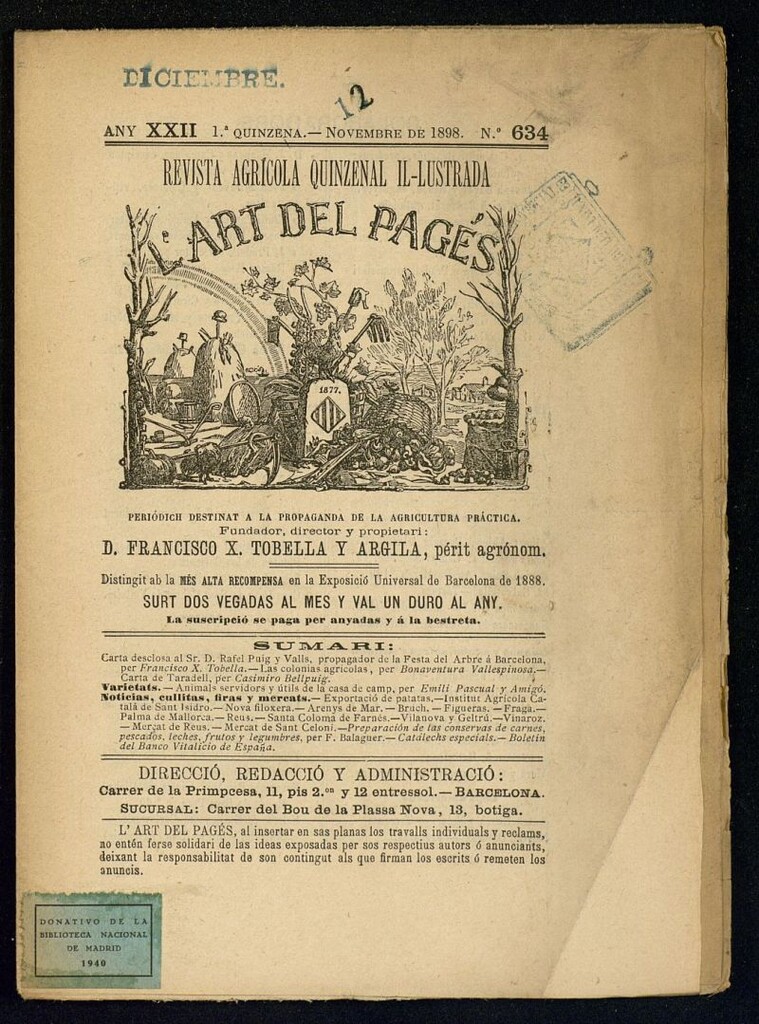 DICIEMBRE.
12
ANY XXII 1.ª QUINZENA.— NOVEMBRE DE 1898. N.º 634
REVISTA AGRÍCOLA QUINZENAL IL-LUSTRADA
L'ART DEL PAGÉS
1877.
PERIÓDICH DESTINAT A LA PROPAGANDA DE LA AGRICULTURA PRÁCTICA.
Fundador, director y propietari:
D. FRANCISCO X. TOBELLA Y ARGILA, périt agrónom.
Distingit ab la MÉS ALTA RECOMPENSA en la Exposició Universal de Barcelona de 1888.
SURT DOS VEGADAS AL MES Y VAL UN DURO AL ANY.
La suscripció se paga per anyadas y á la bestreta.
SUMARI:
Carta desclosa al Sr. D. Rafel Puig y Valls, propagador de la Festa del Arbre á Barcelona,
per Francisco X. Tobella.—Las colonias agrícolas, per Bonaventura Vallespinosa.—
Carta de Taradell, per Casimiro Bellpuig.
Varietats.— Animals servidors y útils de la casa de camp, per Emili Pascual y Amigó.
Noticias, cullitas, firas y mercats.—Exportació de patatas.—Institut Agrícola Ca-
talá de Sant Isidro.—Nova filoxera.—Arenys de Mar.—Bruch.—Figueras.—Fraga.—
Palma de Mallorca.—Reus.—Santa Coloma de Farnés.—Vilanova y Geltrú.—Vinaroz.
—Mercat de Reus.—Mercat de Sant Celoni.—Preparación de las conservas de carnes,
pescados, leches, frutos y legumbres, per F. Balaguer.—Catálechs especials.—Boletin
del Banco Vitalicio de España.
DIRECCIÓ, REDACCIÓ Y ADMINISTRACIÓ:
Carrer de la Primpcesa, 11, pis 2.on y 12 entressol.—BARCELONA.
SUCURSAL: Carrer del Bou de la Plassa Nova, 13, botiga.
L' ART DEL PAGÉS, al insertar en sas planas los travalls individuals y reclams,
no entén ferse solidari de las ideas exposadas per sos respectius autors ó anunciants,
deixant la responsabilitat de son contingut als que firman los escrits ó remeten los
anuncis.
DONATIVO DE LA
BIBLIOTECA NACIONAL
DE MADRID
1940